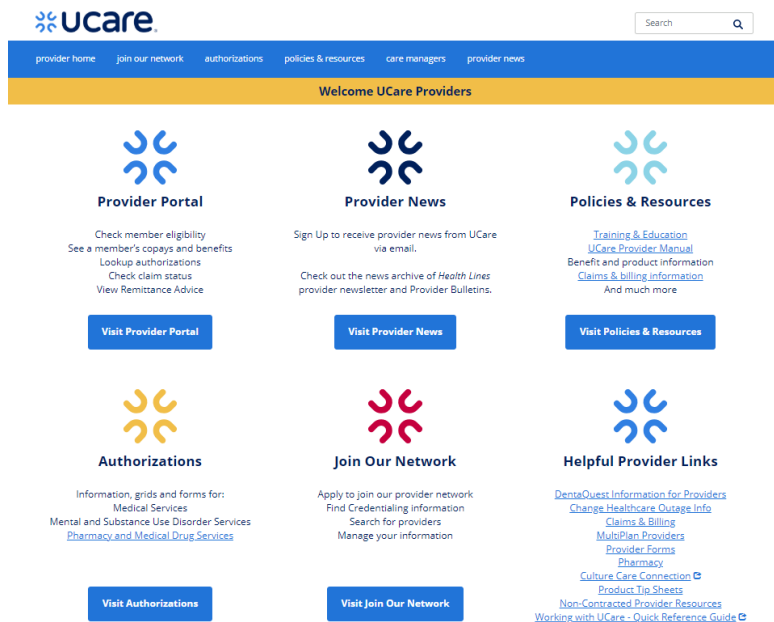 ucare.
Search
provider home join our network authorizations policies & resources care managers provider news
Welcome UCare Providers
Provider Portal
Check member eligibility
See a member's copays and benefits
Lookup authorizations
Check claim status
View Remittance Advice
Visit Provider Portal
Provider News
Sign Up to receive provider news from UCare
via email.
Check out the news archive of Health Lines
provider newsletter and Provider Bulletins.
Visit Provider News
Policies & Resources
Training & Education
UCare Provider Manual
Benefit and product information
Claims & billing information
And much more
Visit Policies & Resources
Authorizations
Information, grids and forms for:
Medical Services
Mental and Substance Use Disorder Services
Pharmacy and Medical Drug Services
Visit Authorizations
Join Our Network
Apply to join our provider network
Find Credentialing information
Search for providers
Manage your information
Visit Join Our Network
Helpful Provider Links
DentaQuest Information for Providers
Change Healthcare Outage Info
Claims & Billing
MultiPlan Providers
Provider Forms
Pharmacy
Culture Care Connection
Product Tip Sheets
Non-Contracted Provider Resources
Working with UCare - Quick Reference Guide